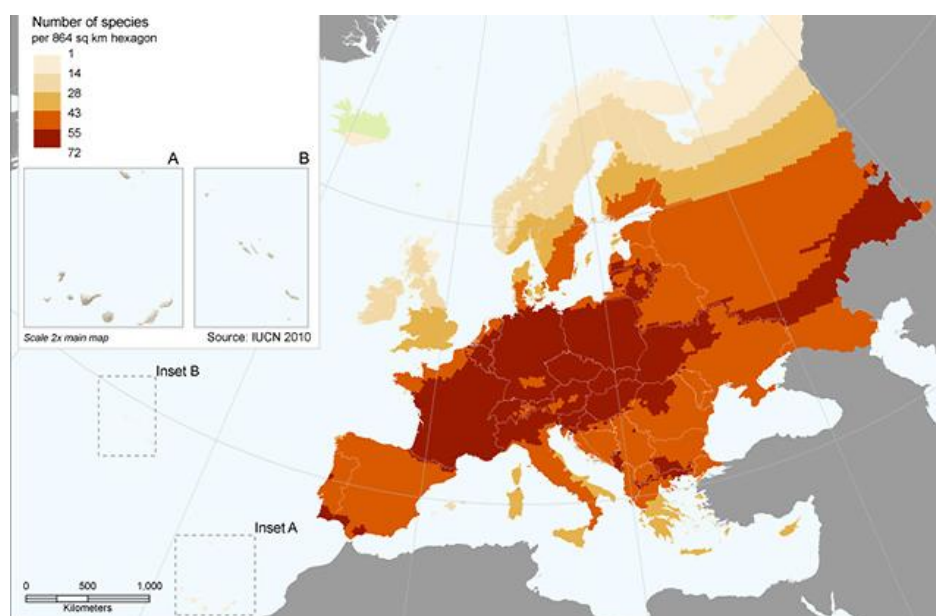 Number of species
per 864 sq km hexagon
1
14
28
43
55
72
A
B
Scale 2x main map
Source: IUCN 2010
Inset B
Inset A
0 500 1,000
Kilometers